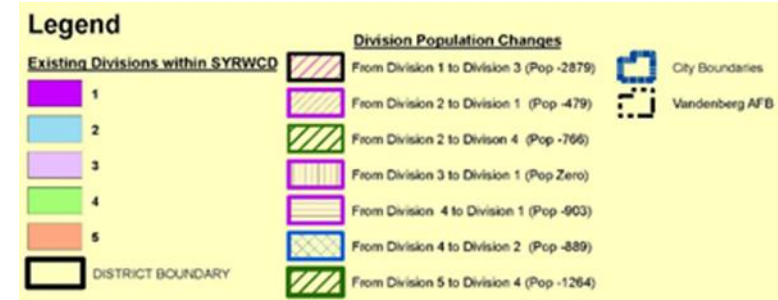 Legend
Existing Divisions within SYRWCD
1
2
3
4
5
DISTRICT BOUNDARY
Division Population Changes
From Division 1 to Division 3 (Pop -2879)
From Division 2 to Division 1 (Pop -479)
From Division 2 to Divison 4 (Pop -766)
From Division 3 to Division 1 (Pop Zero)
From Division 4 to Division 1 (Pop -903)
From Division 4 to Division 2 (Pop -889)
From Division 5 to Division 4 (Pop -1264)
City Boundaries
Vandenberg AFB